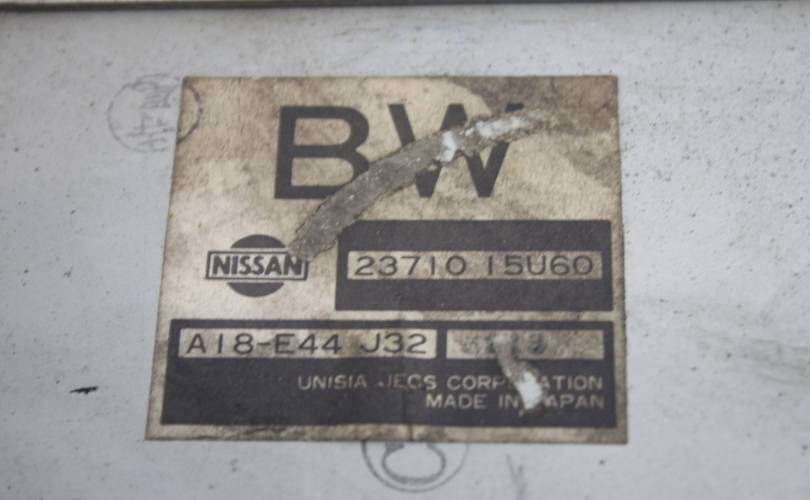 BW
NISSAN
23710 15U60
A18-E44 J32
UNISIA JECS CORPORATION
MADE IN JAPAN